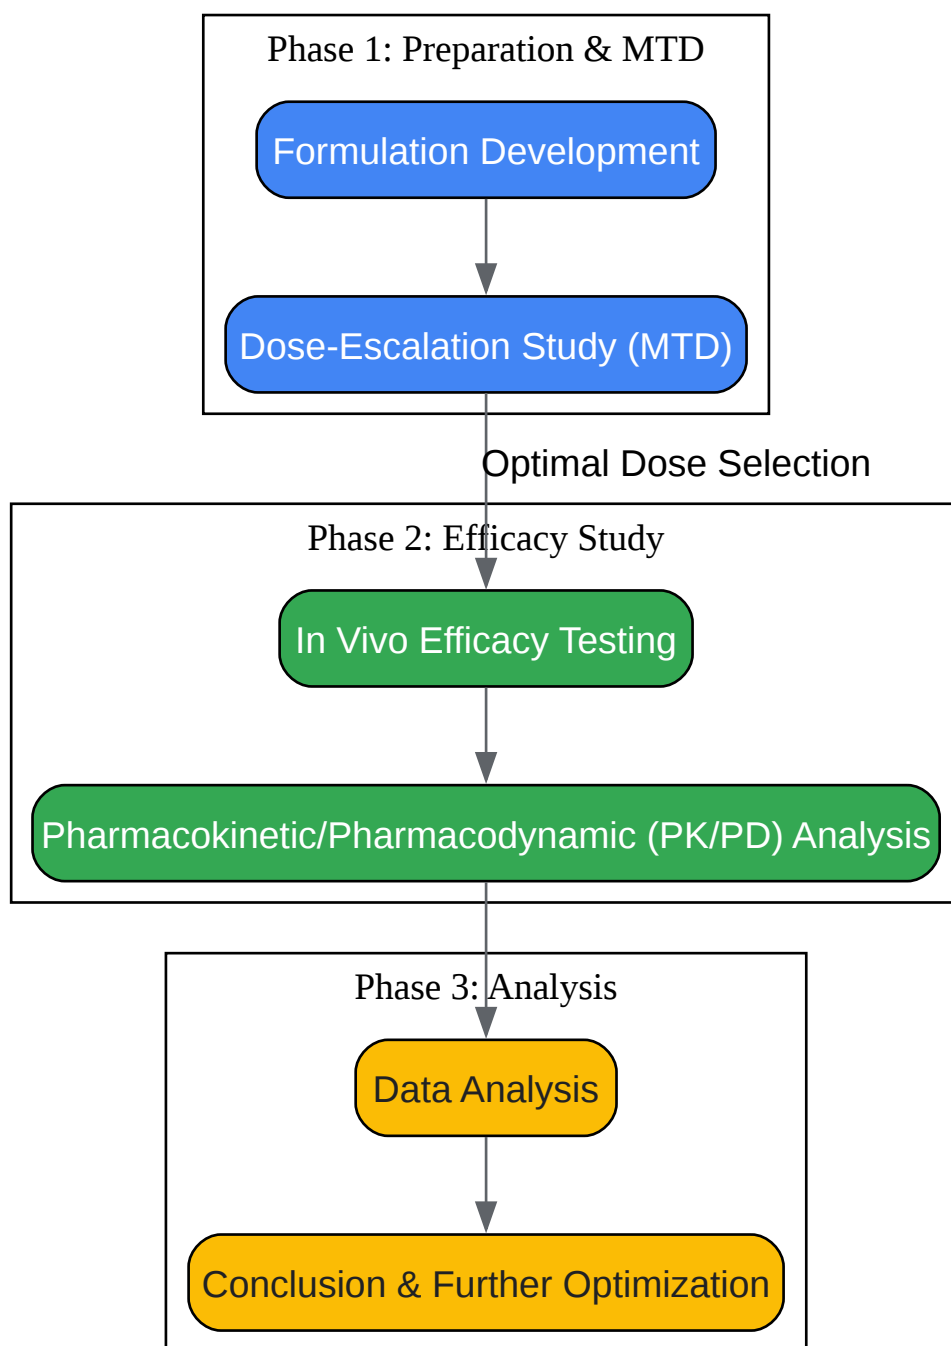 Phase 1: Preparation & MTD
Formulation Development
Dose-Escalation Study (MTD)
Optimal Dose Selection
Phase 2: Efficacy Study
In Vivo Efficacy Testing
Pharmacokinetic/Pharmacodynamic (PK/PD) Analysis
Phase 3: Analysis
Data Analysis
Conclusion & Further Optimization